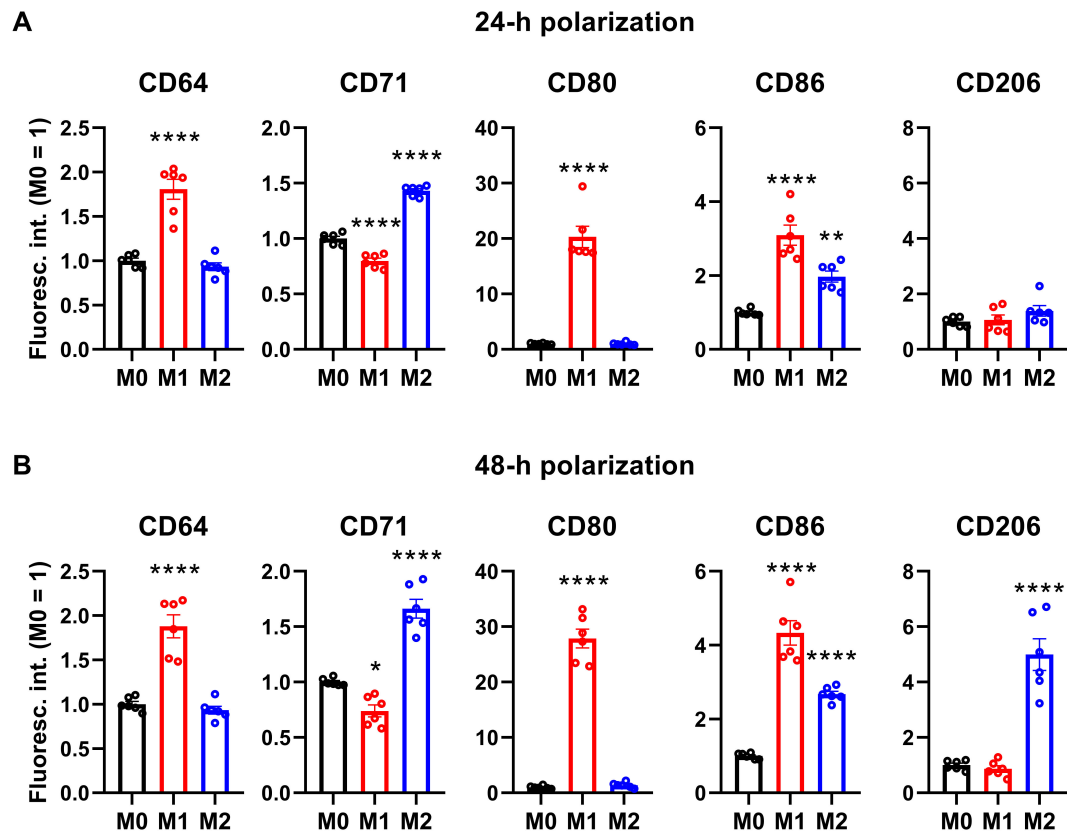 A 24-h polarization
CD64 CD71 CD80 CD86 CD206
Fluoresc. int. (M0 = 1)
2.5 2.0 1.5 1.0 0.5 0.0
**** 
M0 M1 M2
2.0 1.5 1.0 0.5 0.0
**** ****
M0 M1 M2
40 30 20 10 0
****
M0 M1 M2
6 4 2 0
**** **
M0 M1 M2
8 6 4 2 0
M0 M1 M2
B 48-h polarization
CD64 CD71 CD80 CD86 CD206
Fluoresc. int. (M0 = 1)
2.5 2.0 1.5 1.0 0.5 0.0
****
M0 M1 M2
2.0 1.5 1.0 0.5 0.0
* ****
M0 M1 M2
40 30 20 10 0
****
M0 M1 M2
6 4 2 0
**** ****
M0 M1 M2
8 6 4 2 0
****
M0 M1 M2